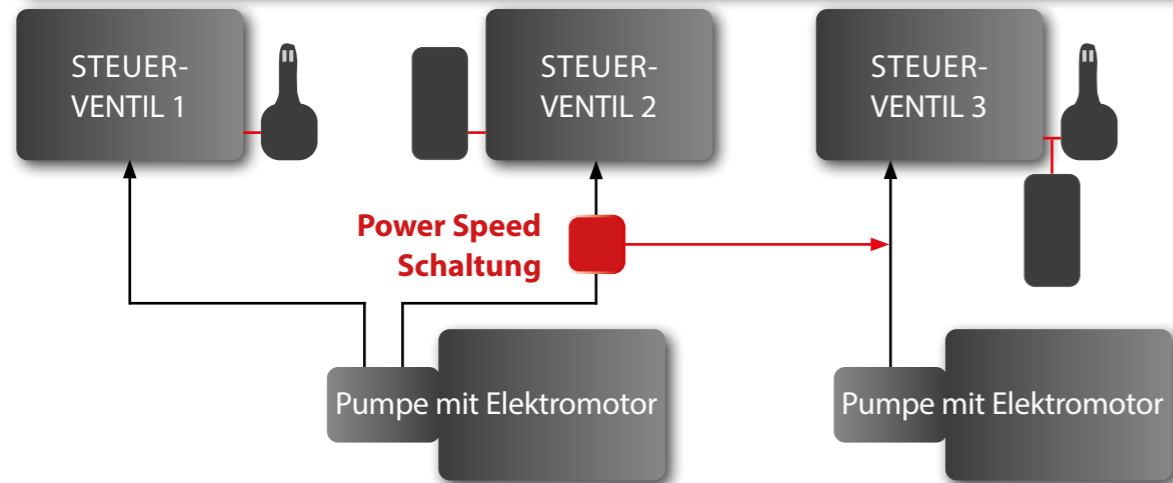 STEUER-
VENTIL 1
STEUER-
VENTIL 2
STEUER-
VENTIL 3
Power Speed
Schaltung
Pumpe mit Elektromotor
Pumpe mit Elektromotor